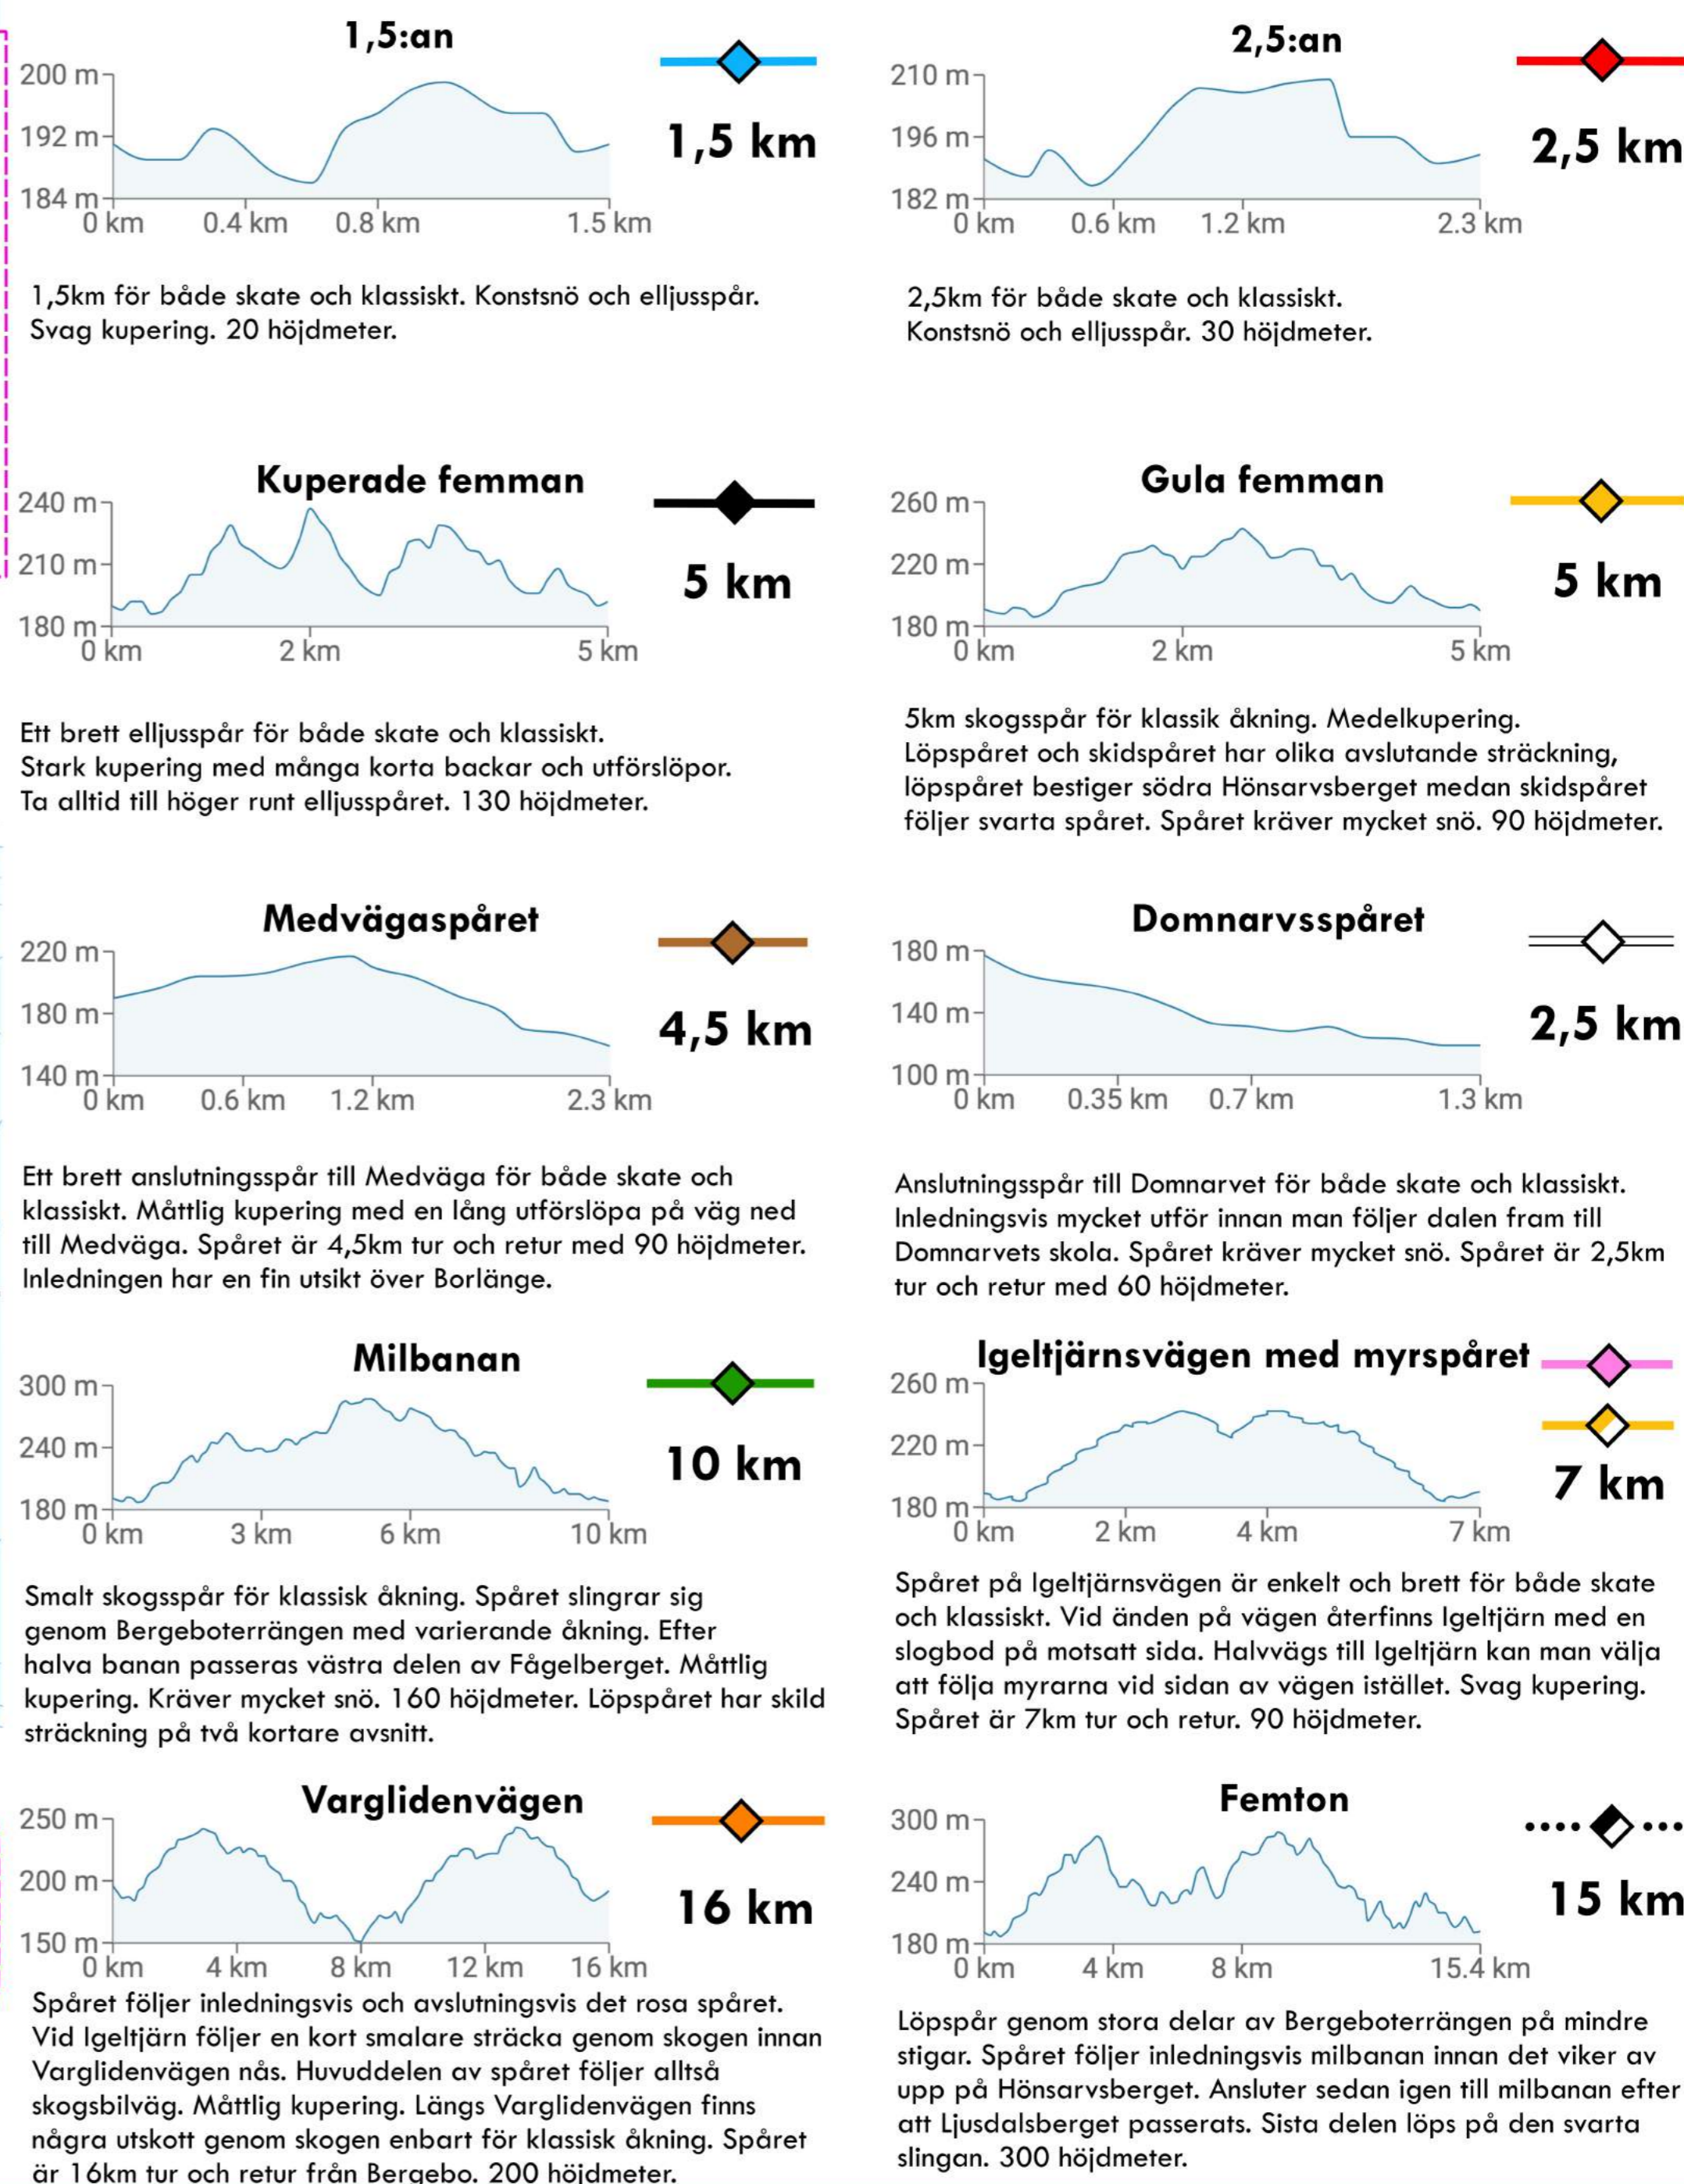 1,5:an
200 m
192 m
184 m
0 km 0.4 km 0.8 km 1.5 km
1,5 km
1,5km för både skate och klassiskt. Konstsnö och elljusspår.
Svag kupering. 20 höjdmeter.
2,5:an
210 m
196 m
182 m
0 km 0.6 km 1.2 km 2.3 km
2,5 km
2,5km för både skate och klassiskt.
Konstsnö och elljusspår. 30 höjdmeter.
Kuperade femman
240 m
210 m
180 m
0 km 2 km 5 km
5 km
Ett brett elljusspår för både skate och klassiskt.
Stark kupering med många korta backar och utförslöpor.
Ta alltid till höger runt elljusspåret. 130 höjdmeter.
Gula femman
260 m
220 m
180 m
0 km 2 km 5 km
5 km
5km skogsspår för klassik åkning. Medelkupering.
Löpspåret och skidspåret har olika avslutande sträckning,
löpspåret bestiger södra Hönsarvsberget medan skidspåret
följer svarta spåret. Spåret kräver mycket snö. 90 höjdmeter.
Medvägaspåret
220 m
180 m
140 m
0 km 0.6 km 1.2 km 2.3 km
4,5 km
Ett brett anslutningsspår till Medväga för både skate och
klassiskt. Måttlig kupering med en lång utförslöpa på väg ned
till Medväga. Spåret är 4,5km tur och retur med 90 höjdmeter.
Inledningen har en fin utsikt över Borlänge.
Domnarvsspåret
180 m
140 m
100 m
0 km 0.35 km 0.7 km 1.3 km
2,5 km
Anslutningsspår till Domnarvet för både skate och klassiskt.
Inledningsvis mycket utför innan man följer dalen fram till
Domnarvets skola. Spåret kräver mycket snö. Spåret är 2,5km
tur och retur med 60 höjdmeter.
Milbanan
300 m
240 m
180 m
0 km 3 km 6 km 10 km
10 km
Smalt skogsspår för klassisk åkning. Spåret slingrar sig
genom Bergeboterrängen med varierande åkning. Efter
halva banan passeras västra delen av Fågelberget. Måttlig
kupering. Kräver mycket snö. 160 höjdmeter. Löpspåret har skild
sträckning på två kortare avsnitt.
Igeltjärnsvägen med myrspåret
260 m
220 m
180 m
0 km 2 km 4 km 7 km
7 km
Spåret på Igeltjärnsvägen är enkelt och brett för både skate
och klassiskt. Vid änden på vägen återfinns Igeltjärn med en
slogbod på motsatt sida. Halvvägs till Igeltjärn kan man välja
att följa myrarna vid sidan av vägen istället. Svag kupering.
Spåret är 7km tur och retur. 90 höjdmeter.
Varglidenvägen
250 m
200 m
150 m
0 km 4 km 8 km 12 km 16 km
16 km
Spåret följer inledningsvis och avslutningsvis det rosa spåret.
Vid Igeltjärn följer en kort smalare sträcka genom skogen innan
Varglidenvägen nås. Huvuddelen av spåret följer alltså
skogsbilväg. Måttlig kupering. Längs Varglidenvägen finns
några utskott genom skogen enbart för klassisk åkning. Spåret
är 16km tur och retur från Bergebo. 200 höjdmeter.
Femton
300 m
240 m
180 m
0 km 4 km 8 km 15.4 km
15 km
Löpspår genom stora delar av Bergeboterrängen på mindre
stigar. Spåret följer inledningsvis milbanan innan det viker av
upp på Hönsarvsberget. Ansluter sedan igen till milbanan efter
att Ljusdalsberget passerats. Sista delen löps på den svarta
slingan. 300 höjdmeter.